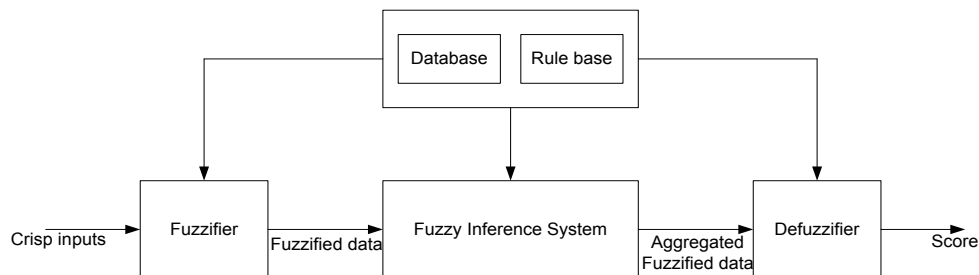 Database
Rule base
Fuzzifier
Fuzzy Inference System
Defuzzifier
Crisp inputs
Fuzzified data
Aggregated
Fuzzified data
Score